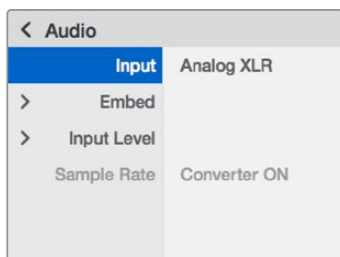 < Audio
Input Analog XLR
> Embed
> Input Level
Sample Rate Converter ON